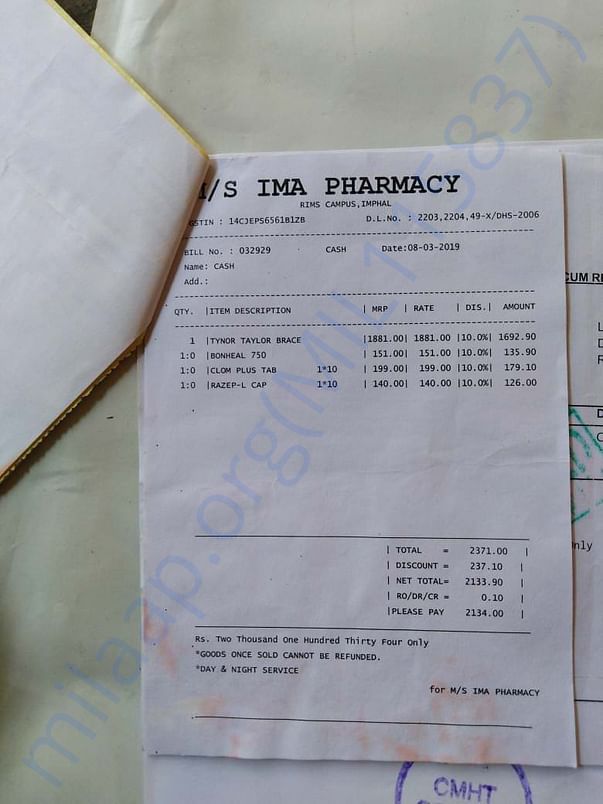 M/S IMA PHARMACY
RIMS CAMPUS,IMPHAL
GSTIN : 14CJEPS6561B1ZB D.L.No. : 2203,2204,49-X/DHS-2006
BILL No. : 032929 CASH Date:08-03-2019
Name: CASH
Add.:
QTY. |ITEM DESCRIPTION | MRP | RATE | DIS.| AMOUNT
1 |TYNOR TAYLOR BRACE |1881.00| 1881.00 |10.0%| 1692.90
1:0 |BONHEAL 750 | 151.00| 151.00 |10.0%| 135.90
1:0 |CLOM PLUS TAB 1*10 | 199.00| 199.00 |10.0%| 179.10
1:0 |RAZEP-L CAP 1*10 | 140.00| 140.00 |10.0%| 126.00
| TOTAL = 2371.00 |
| DISCOUNT = 237.10 |
| NET TOTAL= 2133.90 |
| RO/DR/CR = 0.10 |
|PLEASE PAY 2134.00 |
Rs. Two Thousand One Hundred Thirty Four Only
*GOODS ONCE SOLD CANNOT BE REFUNDED.
*DAY & NIGHT SERVICE
for M/S IMA PHARMACY
CMHT
milaap.org(MIL115837)